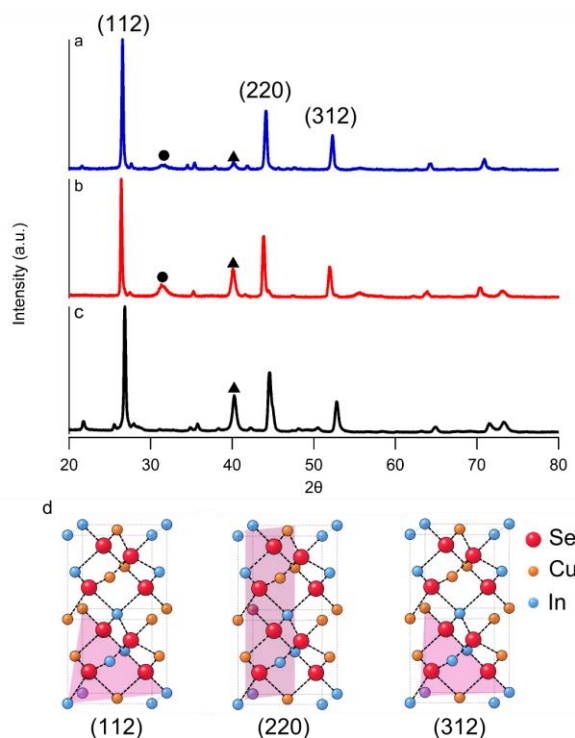 (112)
a
(220)
(312)
b
c
Intensity (a.u.)
20 30 40 50 60 70 80
2θ
d
Se
Cu
In
(112) (220) (312)